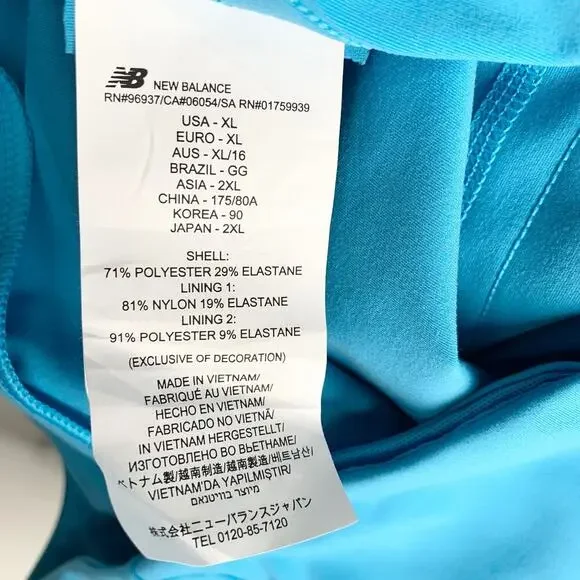 NB NEW BALANCE
RN#96937/CA#06054/SA RN#01759939
USA - XL
EURO - XL
AUS - XL/16
BRAZIL - GG
ASIA - 2XL
CHINA - 175/80A
KOREA - 90
JAPAN - 2XL
SHELL:
71% POLYESTER 29% ELASTANE
LINING 1:
81% NYLON 19% ELASTANE
LINING 2:
91% POLYESTER 9% ELASTANE
(EXCLUSIVE OF DECORATION)
MADE IN VIETNAM/
FABRIQUÉ AU VIETNAM/
HECHO EN VIETNAM/
FABRICADO NO VIETNÃ/
IN VIETNAM HERGESTELLT/
ИЗГОТОВЛЕНО ВО ВЬЕТНАМЕ/
ベトナム製/越南制造/越南製造/베트남산/
VIETNAM'DA YAPILMIŞTIR/
מיוצר בווייטנאם
株式会社ニューバランスジャパン
TEL 0120-85-7120